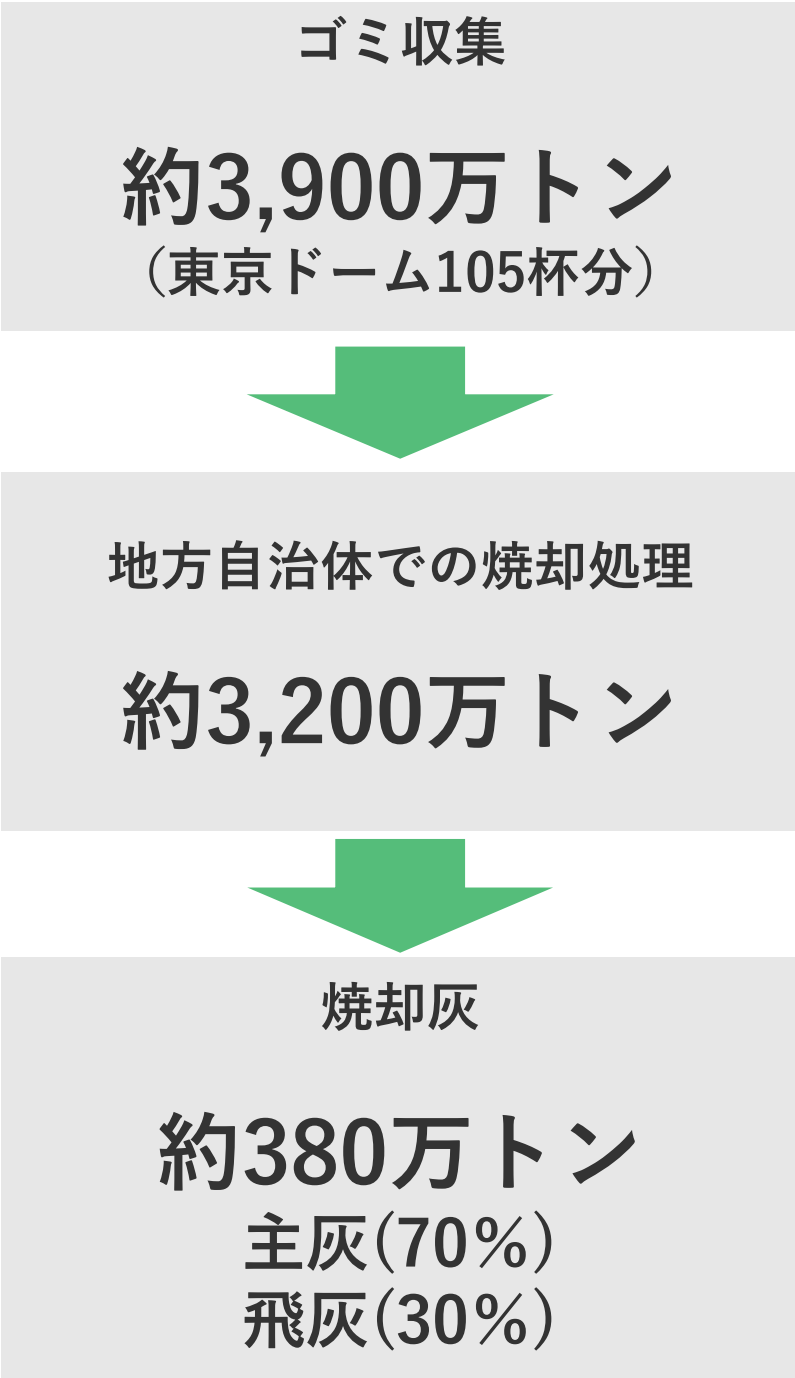 ゴミ収集
約3,900万トン
（東京ドーム105杯分）
地方自治体での焼却処理
約3,200万トン
焼却灰
約380万トン
主灰(70％)
飛灰(30％)